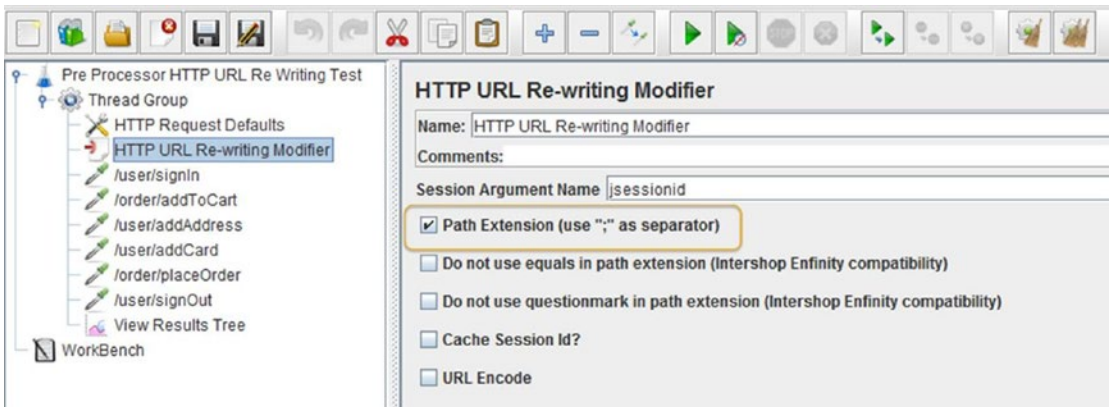 Pre Processor HTTP URL Re Writing Test
Thread Group
HTTP Request Defaults
HTTP URL Re-writing Modifier
/user/signIn
/order/addToCart
/user/addAddress
/user/addCard
/order/placeOrder
/user/signOut
View Results Tree
WorkBench
HTTP URL Re-writing Modifier
Name: HTTP URL Re-writing Modifier
Comments:
Session Argument Name jsessionid
Path Extension (use ";" as separator)
Do not use equals in path extension (Intershop Enfinity compatibility)
Do not use questionmark in path extension (Intershop Enfinity compatibility)
Cache Session Id?
URL Encode